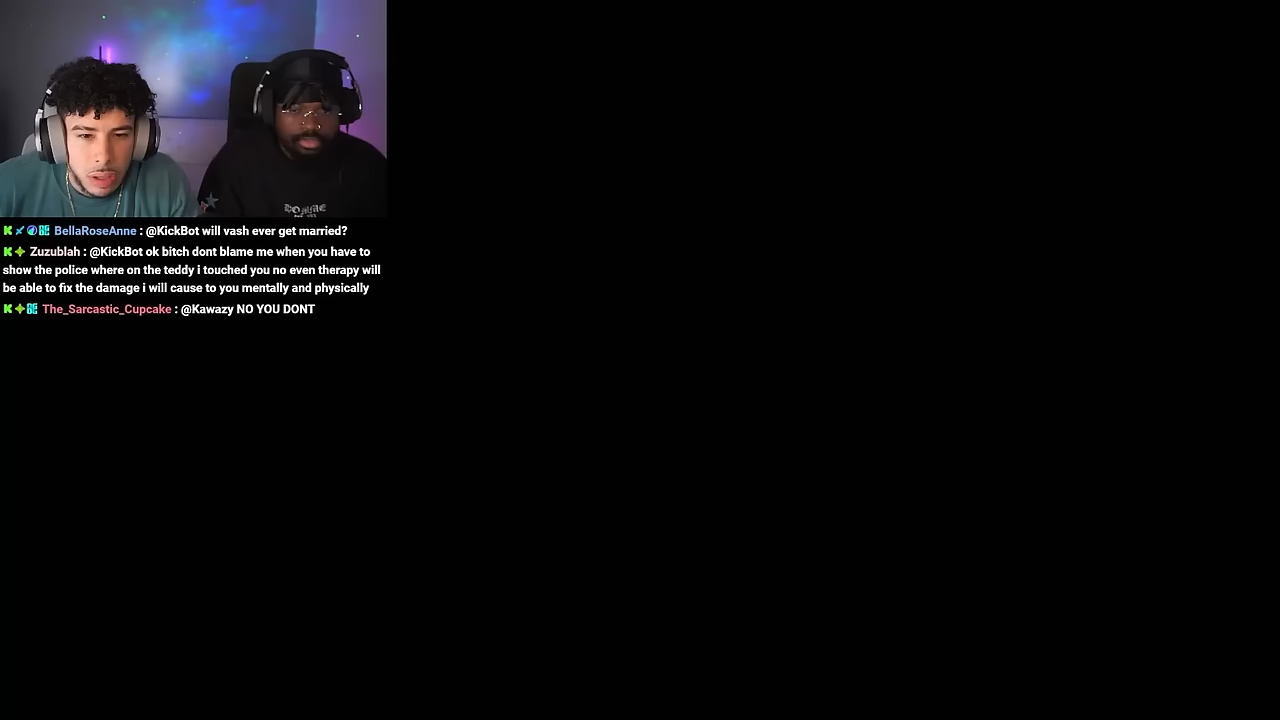 BellaRoseAnne : @KickBot will vash ever get married?
Zuzublah : @KickBot ok bitch dont blame me when you have to
show the police where on the teddy i touched you no even therapy will
be able to fix the damage i will cause to you mentally and physically
The_Sarcastic_Cupcake : @Kawazy NO YOU DONT